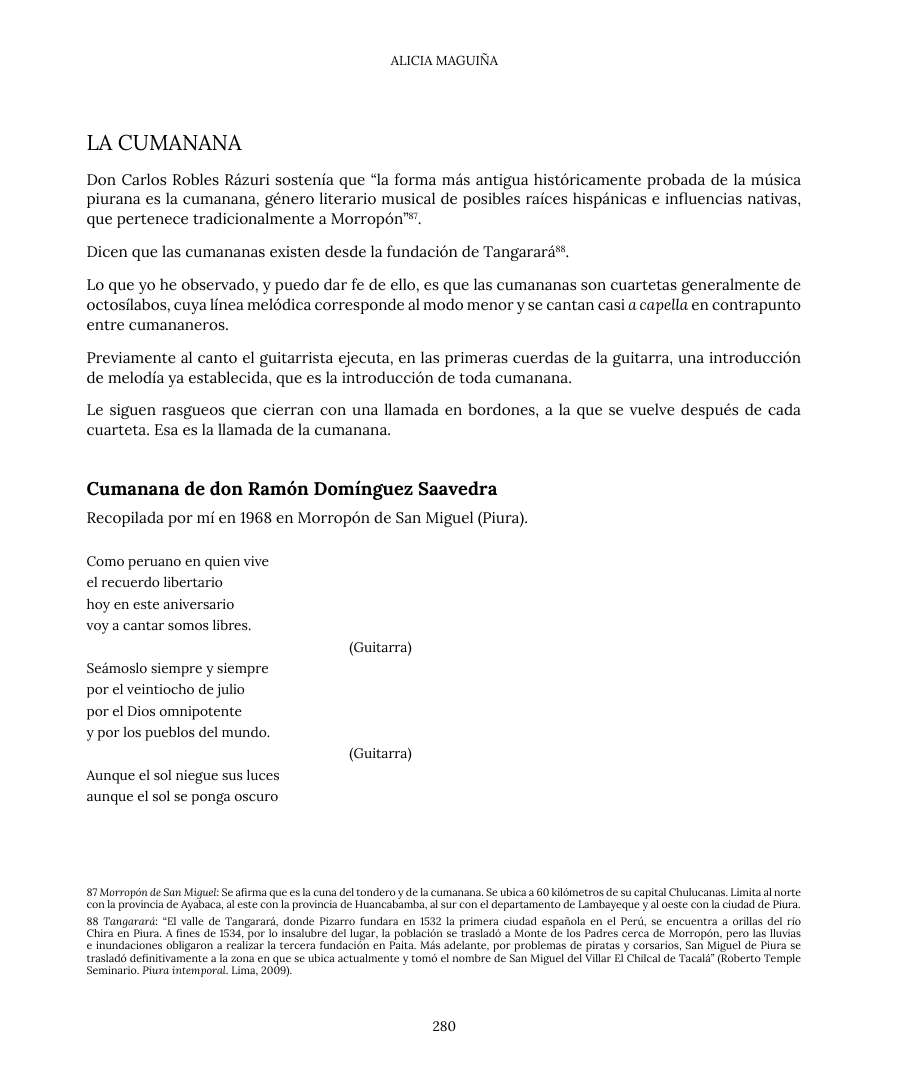 ALICIA MAGUIÑA
LA CUMANANA
Don Carlos Robles Rázuri sostenía que “la forma más antigua históricamente probada de la música
piurana es la cumanana, género literario musical de posibles raíces hispánicas e influencias nativas,
que pertenece tradicionalmente a Morropón”⁸⁷.
Dicen que las cumananas existen desde la fundación de Tangarará⁸⁸.
Lo que yo he observado, y puedo dar fe de ello, es que las cumananas son cuartetas generalmente de
octosílabos, cuya línea melódica corresponde al modo menor y se cantan casi a capella en contrapunto
entre cumananeros.
Previamente al canto el guitarrista ejecuta, en las primeras cuerdas de la guitarra, una introducción
de melodía ya establecida, que es la introducción de toda cumanana.
Le siguen rasgueos que cierran con una llamada en bordones, a la que se vuelve después de cada
cuarteta. Esa es la llamada de la cumanana.
Cumanana de don Ramón Domínguez Saavedra
Recopilada por mí en 1968 en Morropón de San Miguel (Piura).
Como peruano en quien vive
el recuerdo libertario
hoy en este aniversario
voy a cantar somos libres.
(Guitarra)
Seámoslo siempre y siempre
por el veintiocho de julio
por el Dios omnipotente
y por los pueblos del mundo.
(Guitarra)
Aunque el sol niegue sus luces
aunque el sol se ponga oscuro
87 Morropón de San Miguel: Se afirma que es la cuna del tondero y de la cumanana. Se ubica a 60 kilómetros de su capital Chulucanas. Limita al norte
con la provincia de Ayabaca, al este con la provincia de Huancabamba, al sur con el departamento de Lambayeque y al oeste con la ciudad de Piura.
88 Tangarará: “El valle de Tangarará, donde Pizarro fundara en 1532 la primera ciudad española en el Perú, se encuentra a orillas del río
Chira en Piura. A fines de 1534, por lo insalubre del lugar, la población se trasladó a Monte de los Padres cerca de Morropón, pero las lluvias
e inundaciones obligaron a realizar la tercera fundación en Paita. Más adelante, por problemas de piratas y corsarios, San Miguel de Piura se
trasladó definitivamente a la zona en que se ubica actualmente y tomó el nombre de San Miguel del Villar El Chilcal de Tacalá” (Roberto Temple
Seminario. Piura intemporal. Lima, 2009).
280